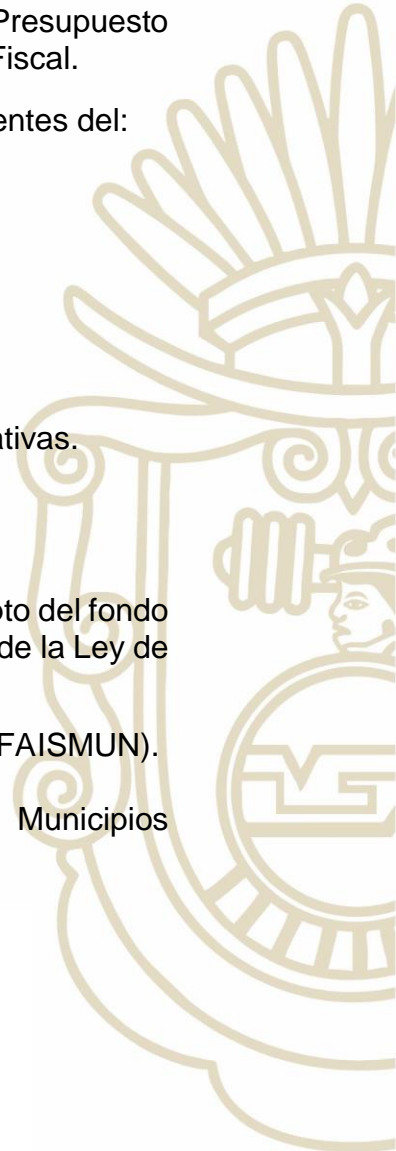 Presupuesto
Fiscal.
entes del:
ativas.
oto del fondo
de la Ley de
FAISMUN).
Municipios